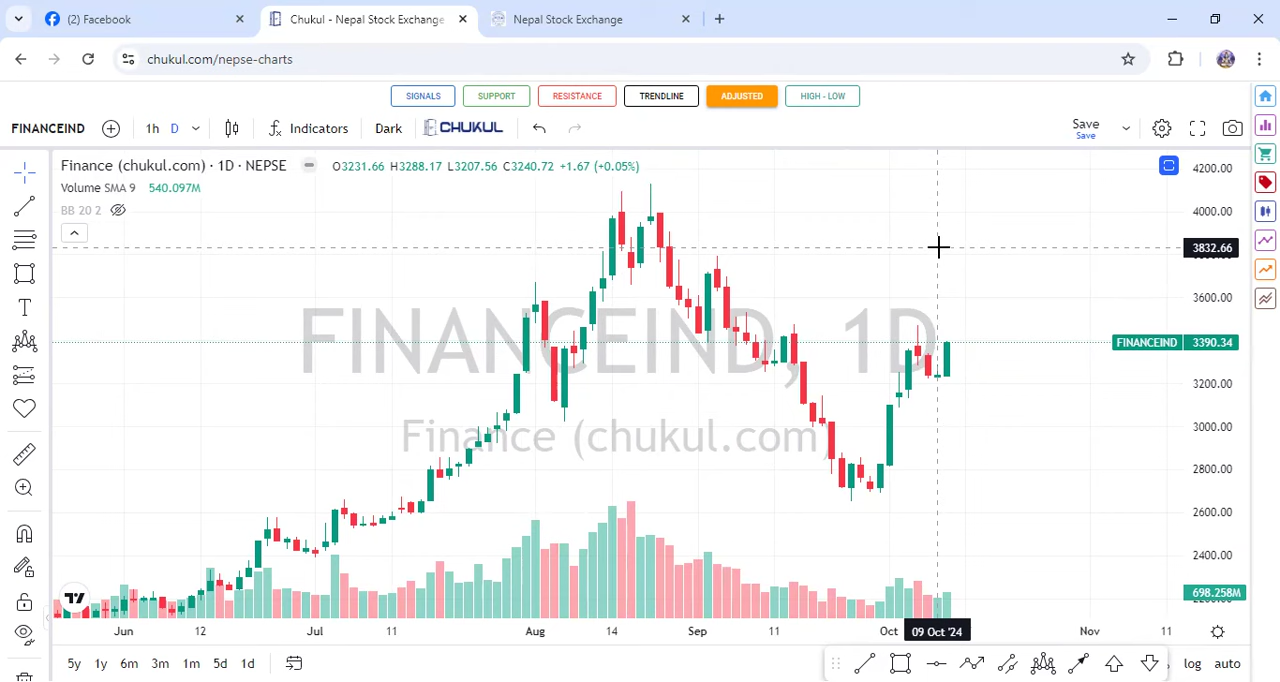 (2) Facebook
Chukul - Nepal Stock Exchange
Nepal Stock Exchange
chukul.com/nepse-charts
SIGNALS
SUPPORT
RESISTANCE
TRENDLINE
ADJUSTED
HIGH - LOW
FINANCEIND
1h D
Indicators
Dark
CHUKUL
Save
Save
Finance (chukul.com) · 1D · NEPSE
O3231.66 H3288.17 L3207.56 C3240.72 +1.67 (+0.05%)
Volume SMA 9 540.097M
BB 20 2
FINANCEIND, 1D
Finance (chukul.com)
4200.00
4000.00
3832.66
3600.00
FINANCEIND 3390.34
3200.00
3000.00
2800.00
2600.00
2400.00
698.258M
Jun 12 Jul 11 Aug 14 Sep 11 Oct 09 Oct '24 Nov 11
5y 1y 6m 3m 1m 5d 1d
log auto